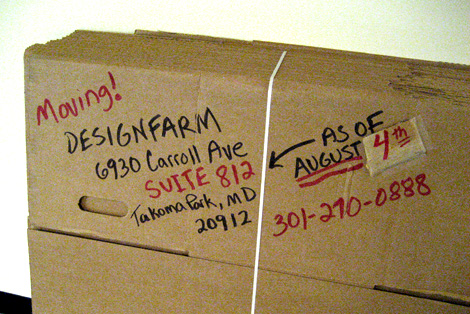 Moving!
DESIGNFARM
6930 Carroll Ave
SUITE 812
Takoma Park, MD
20912
AS OF
AUGUST 4th
301-270-0888